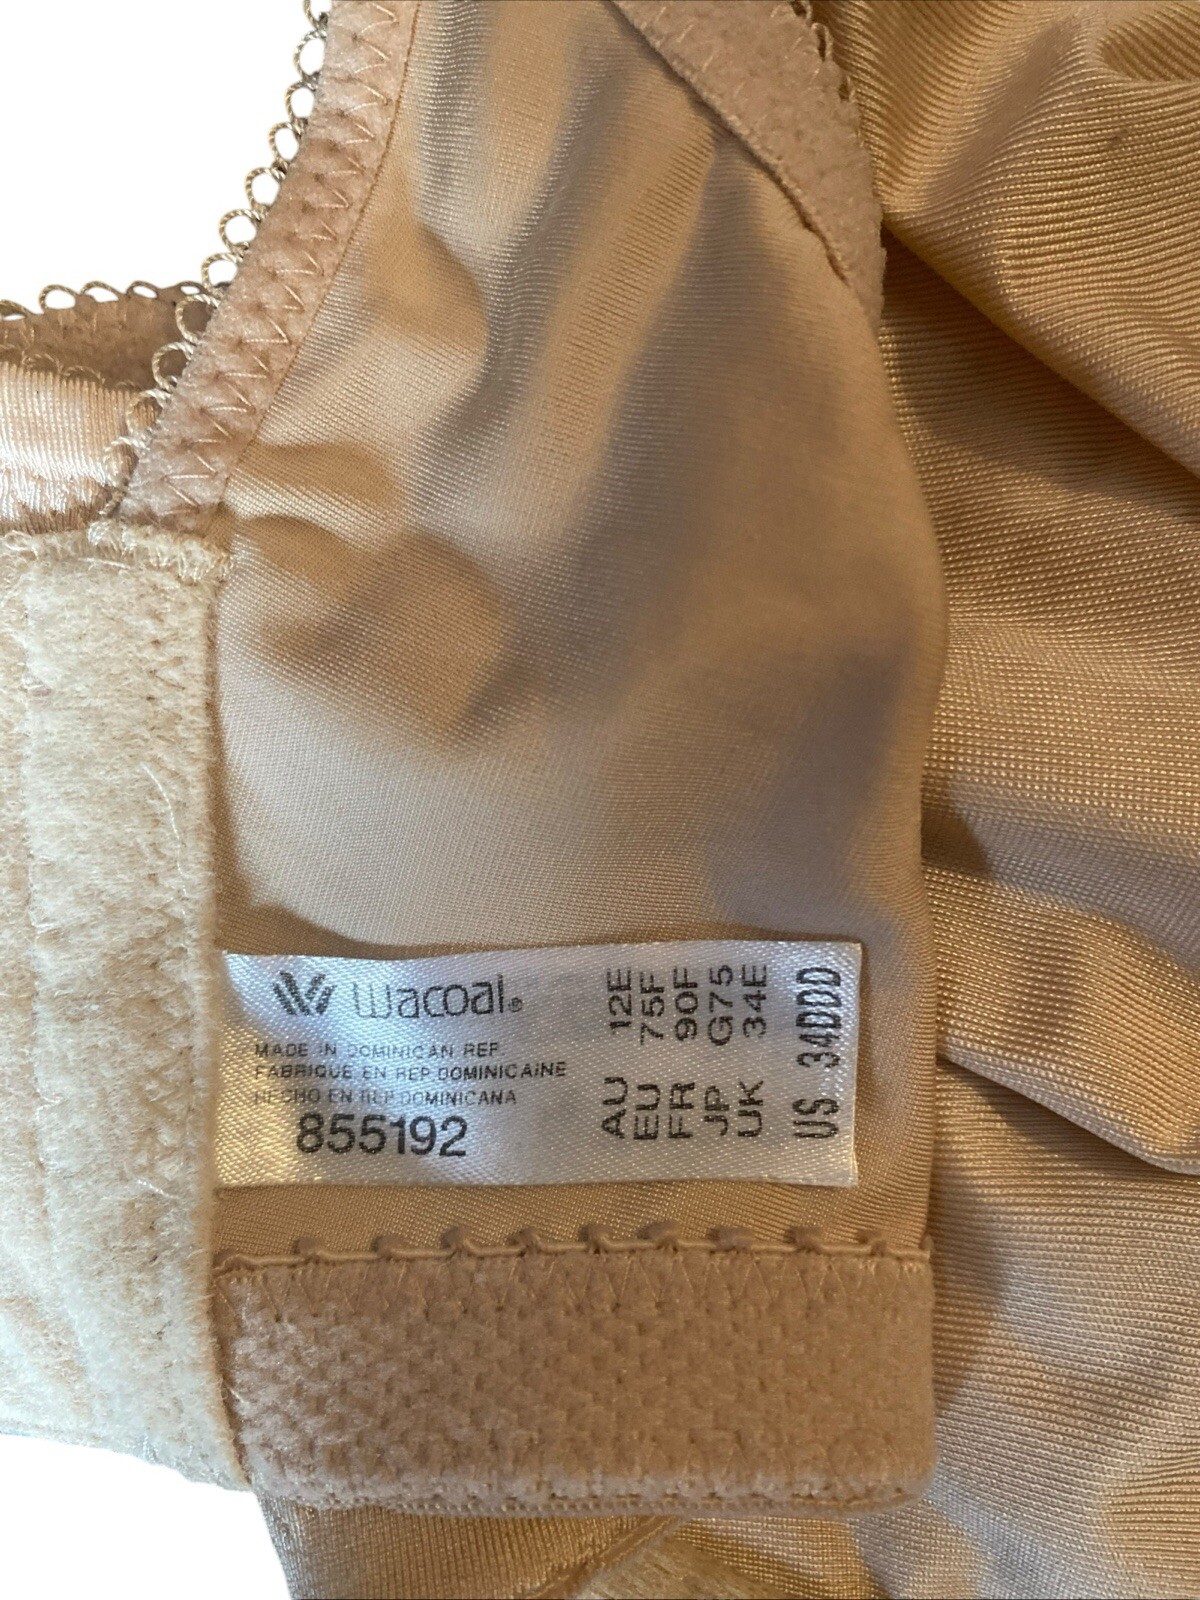 wacoal®
MADE IN DOMINICAN REP.
FABRIQUE EN REP. DOMINICAINE
HECHO EN REP. DOMINICANA
855192
AU 12E
EU 75F
FR 90F
JP G75
UK 34E
US 34DDD